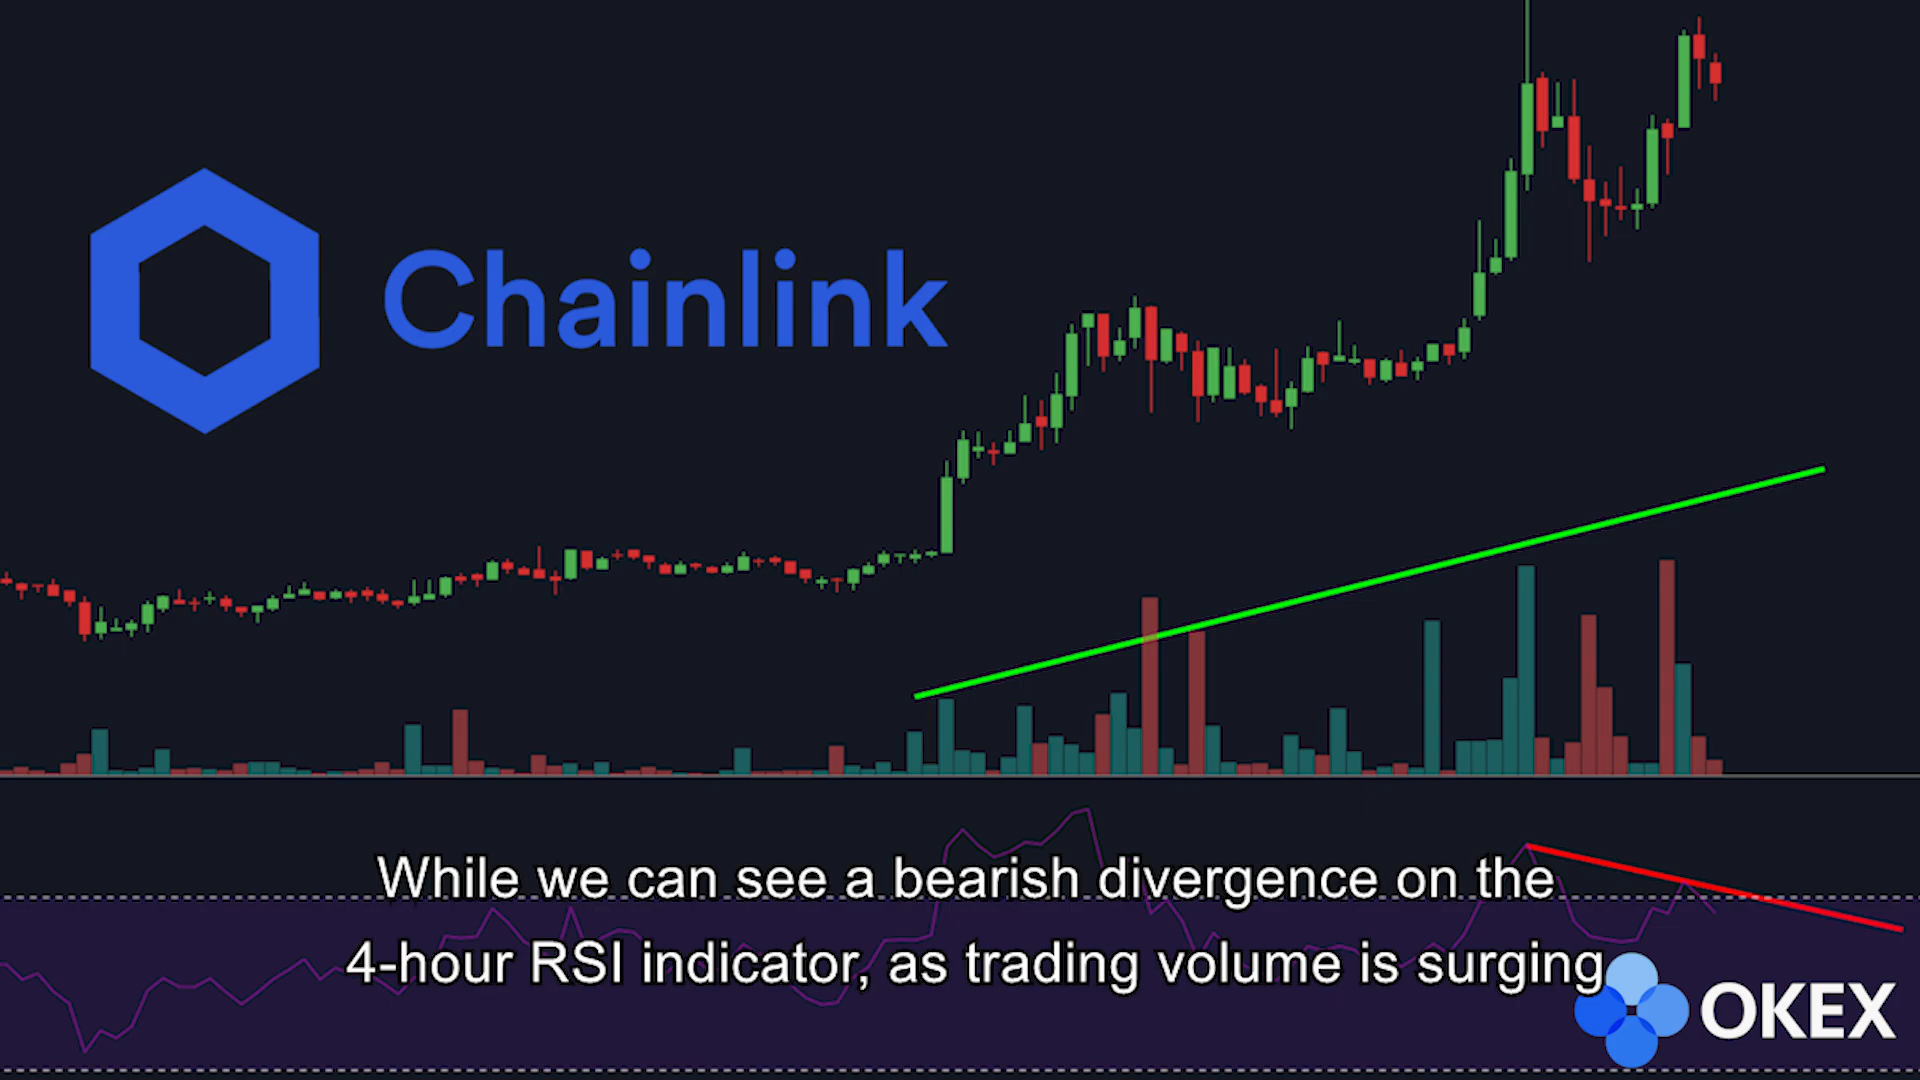 Chainlink
While we can see a bearish divergence on the
4-hour RSI indicator, as trading volume is surging
OKEX